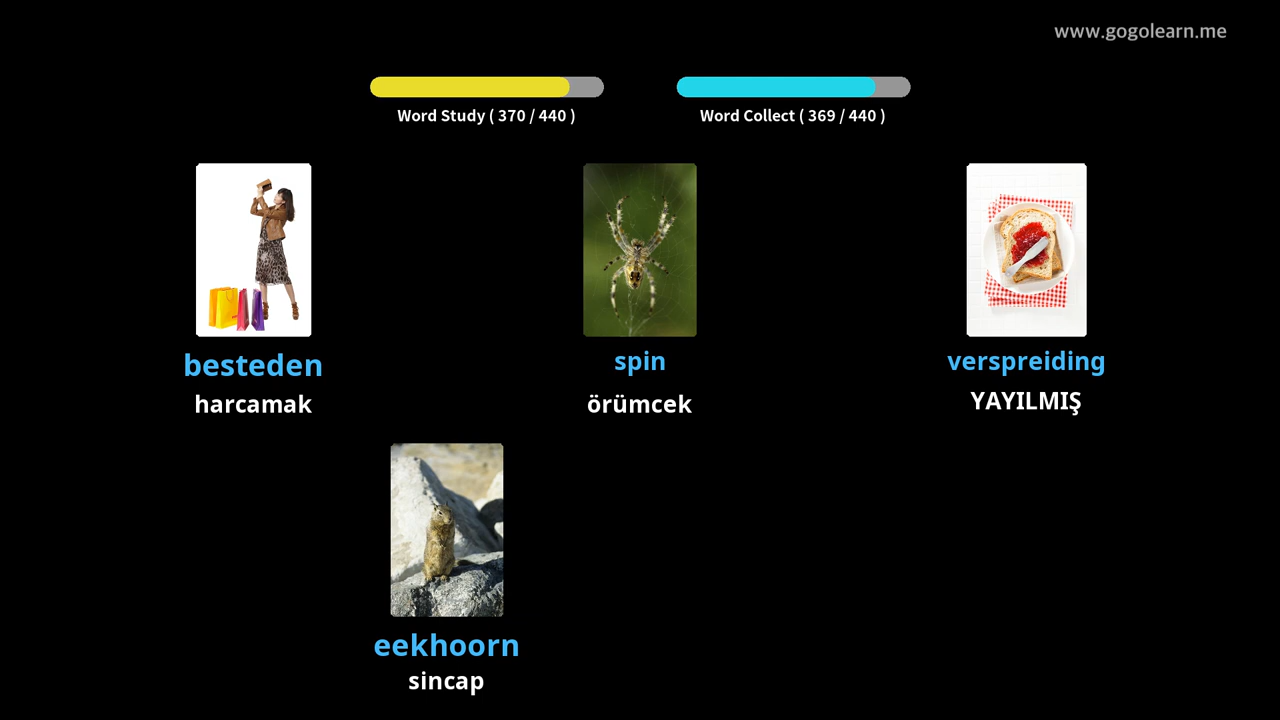 www.gogolearn.me
Word Study ( 370 / 440 )
Word Collect ( 369 / 440 )
besteden
harcamak
spin
örümcek
verspreiding
YAYILMIŞ
eekhoorn
sincap